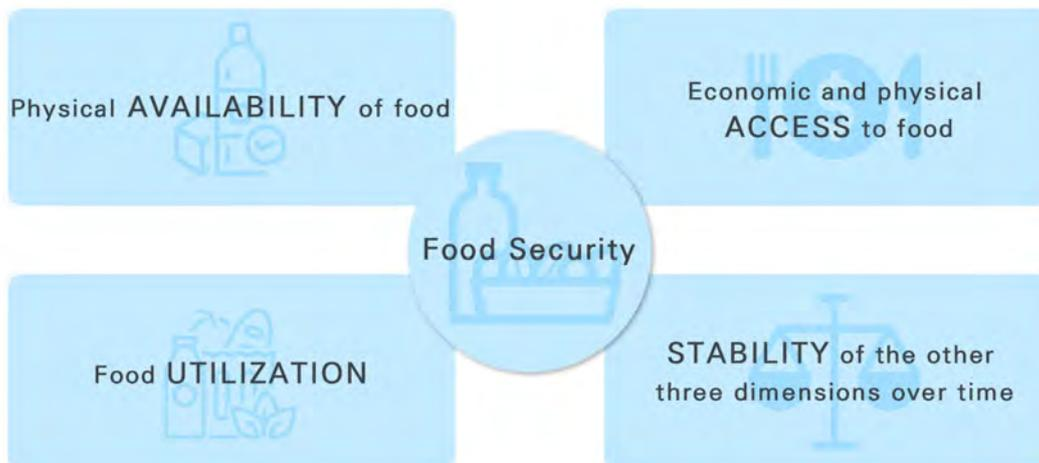 Physical AVAILABILITY of food
Economic and physical
ACCESS to food
Food Security
Food UTILIZATION
STABILITY of the other
three dimensions over time